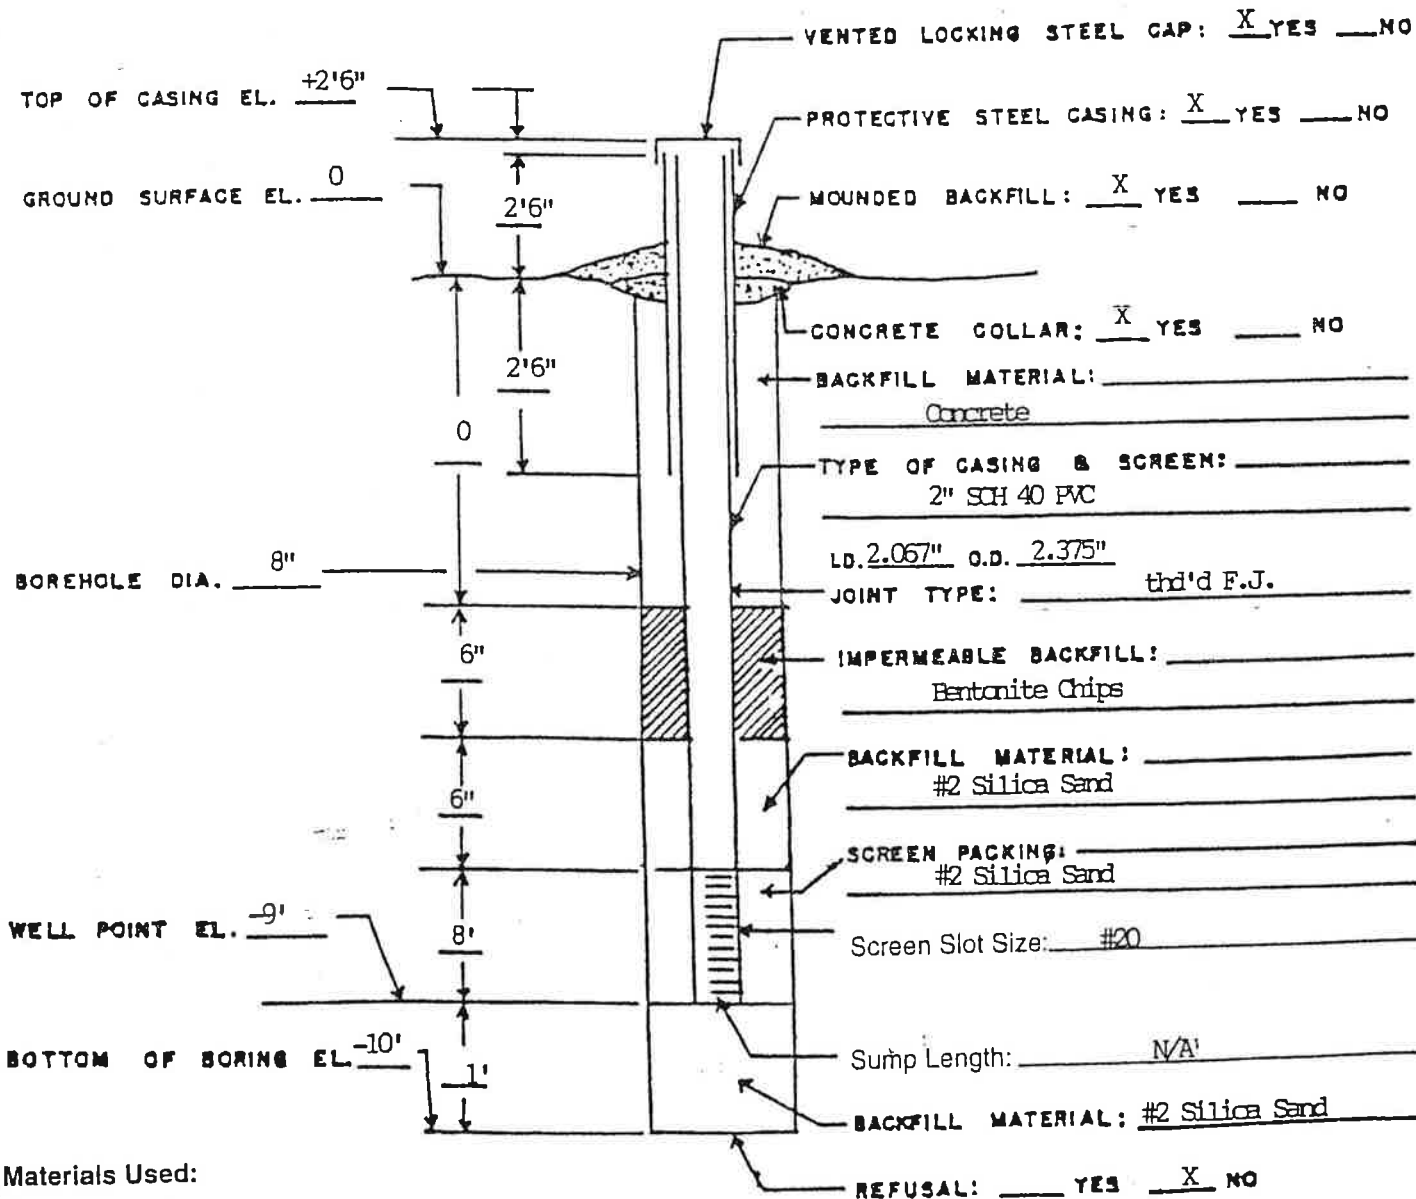 VENTED LOCKING STEEL CAP: X YES ___ NO
TOP OF CASING EL. +2'6"
PROTECTIVE STEEL CASING: X YES ___ NO
GROUND SURFACE EL. 0
2'6"
MOUNDED BACKFILL: X YES ___ NO
CONCRETE COLLAR: X YES ___ NO
2'6"
BACKFILL MATERIAL:
Concrete
0
TYPE OF CASING & SCREEN:
2" SCH 40 PVC
I.D. 2.067" O.D. 2.375"
BOREHOLE DIA. 8"
JOINT TYPE: thd'd F.J.
6"
IMPERMEABLE BACKFILL:
Bentonite Chips
BACKFILL MATERIAL:
#2 Silica Sand
6"
SCREEN PACKING:
#2 Silica Sand
WELL POINT EL. -9'
8'
Screen Slot Size: #20
BOTTOM OF BORING EL. -10'
1'
Sump Length: N/A'
BACKFILL MATERIAL: #2 Silica Sand
Materials Used:
REFUSAL: ___ YES X NO